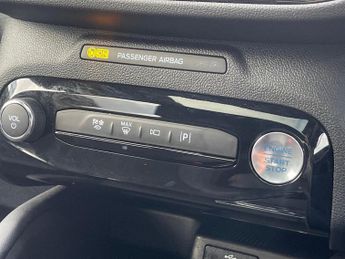 PASSENGER AIRBAG
VOL
MAX
P
ENGINE
START
STOP